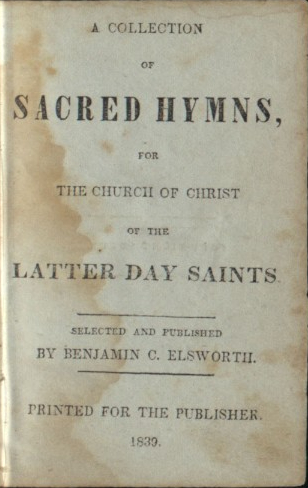 A COLLECTION
OF
SACRED HYMNS,
FOR
THE CHURCH OF CHRIST
OF THE
LATTER DAY SAINTS.
SELECTED AND PUBLISHED
BY BENJAMIN C. ELSWORTH.
PRINTED FOR THE PUBLISHER.
1839.